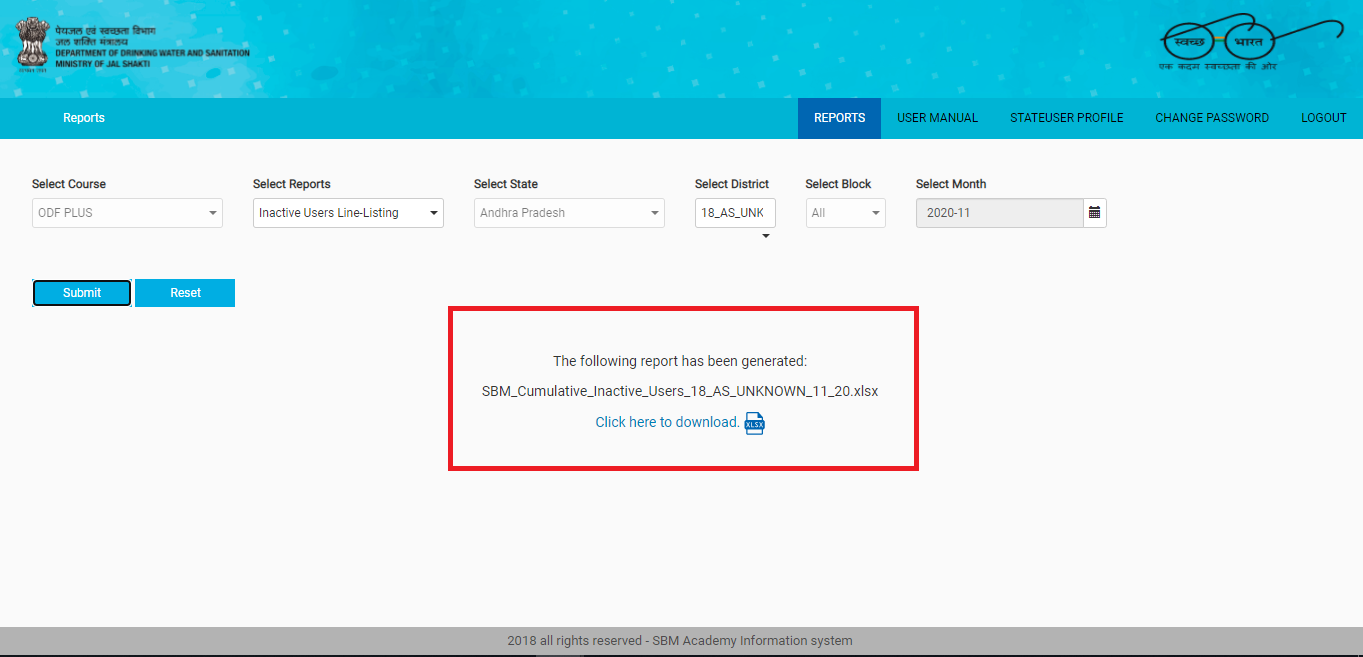 पेयजल एवं स्वच्छता विभाग
जल शक्ति मंत्रालय
DEPARTMENT OF DRINKING WATER AND SANITATION
MINISTRY OF JAL SHAKTI
स्वच्छ भारत
एक कदम स्वच्छता की ओर
Reports
REPORTS USER MANUAL STATEUSER PROFILE CHANGE PASSWORD LOGOUT
Select Course Select Reports Select State Select District Select Block Select Month
ODF PLUS Inactive Users Line-Listing Andhra Pradesh 18_AS_UNK All 2020-11
Submit Reset
The following report has been generated:
SBM_Cumulative_Inactive_Users_18_AS_UNKNOWN_11_20.xlsx
Click here to download. XLSX
2018 all rights reserved - SBM Academy Information system